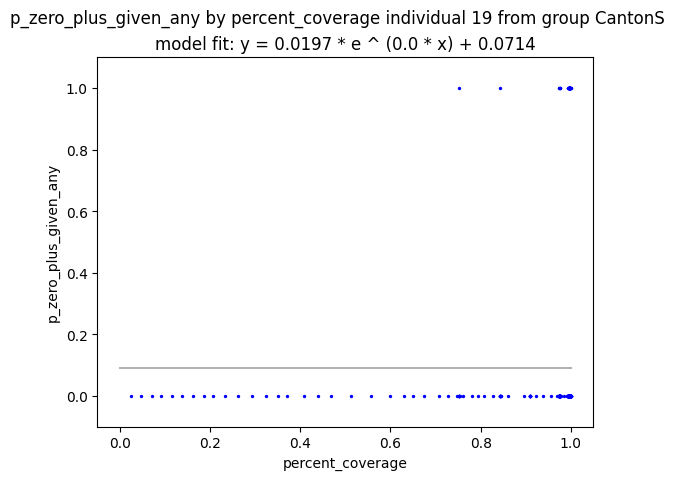 p_zero_plus_given_any by percent_coverage individual 19 from group CantonS
model fit: y = 0.0197 * e ^ (0.0 * x) + 0.0714
1.0
0.8
0.6
0.4
0.2
0.0
p_zero_plus_given_any
0.0 0.2 0.4 0.6 0.8 1.0
percent_coverage